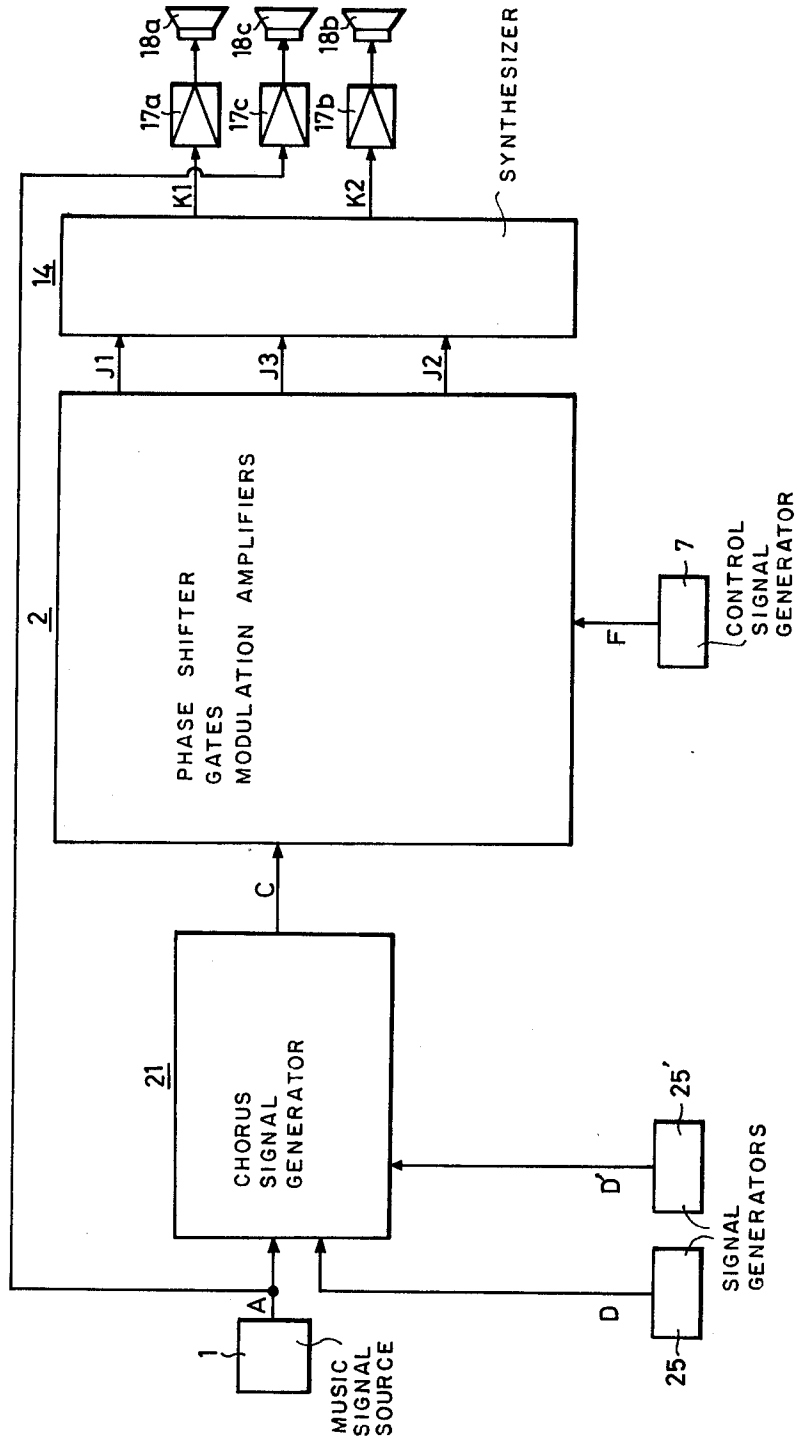 1
MUSIC
SIGNAL
SOURCE
A
21
CHORUS
SIGNAL
GENERATOR
D
25
D'
25'
SIGNAL
GENERATORS
C
2
PHASE SHIFTER
GATES
MODULATION AMPLIFIERS
F
7
CONTROL
SIGNAL
GENERATOR
J1
J3
J2
14
SYNTHESIZER
K1
K2
17a
17c
17b
18a
18c
18b